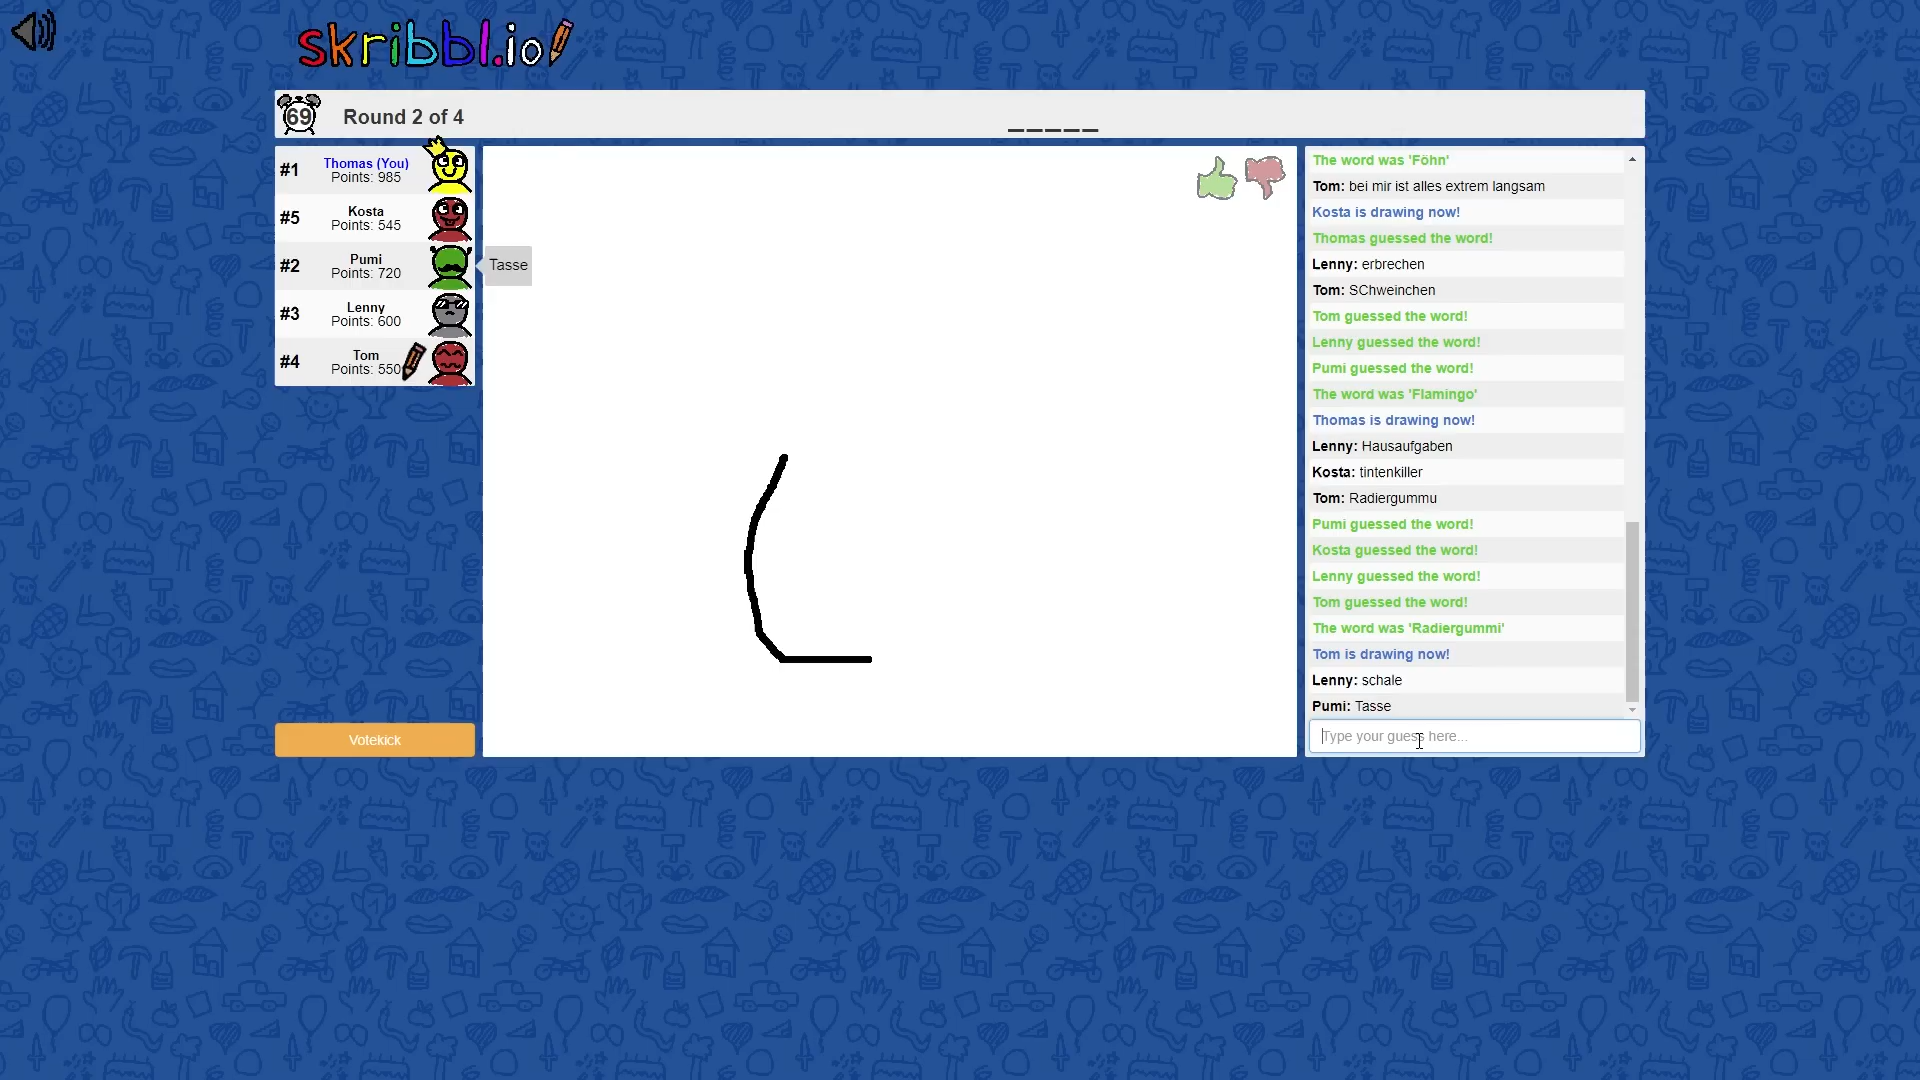 skribbl.io
69
Round 2 of 4
_ _ _ _ _
#1
Thomas (You)
Points: 985
#5
Kosta
Points: 545
#2
Pumi
Points: 720
#3
Lenny
Points: 600
#4
Tom
Points: 550
Tasse
Votekick
The word was 'Föhn'
Tom: bei mir ist alles extrem langsam
Kosta is drawing now!
Thomas guessed the word!
Lenny: erbrechen
Tom: SChweinchen
Tom guessed the word!
Lenny guessed the word!
Pumi guessed the word!
The word was 'Flamingo'
Thomas is drawing now!
Lenny: Hausaufgaben
Kosta: tintenkiller
Tom: Radiergummu
Pumi guessed the word!
Kosta guessed the word!
Lenny guessed the word!
Tom guessed the word!
The word was 'Radiergummi'
Tom is drawing now!
Lenny: schale
Pumi: Tasse
Type your guess here...